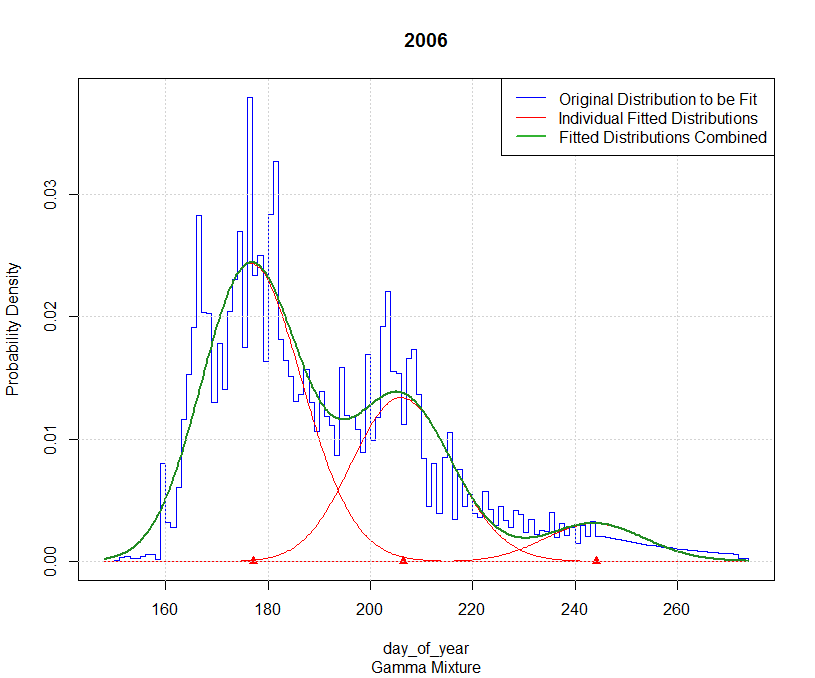 2006
Original Distribution to be Fit
Individual Fitted Distributions
Fitted Distributions Combined
Probability Density
0.00
0.01
0.02
0.03
160
180
200
220
240
260
day_of_year
Gamma Mixture